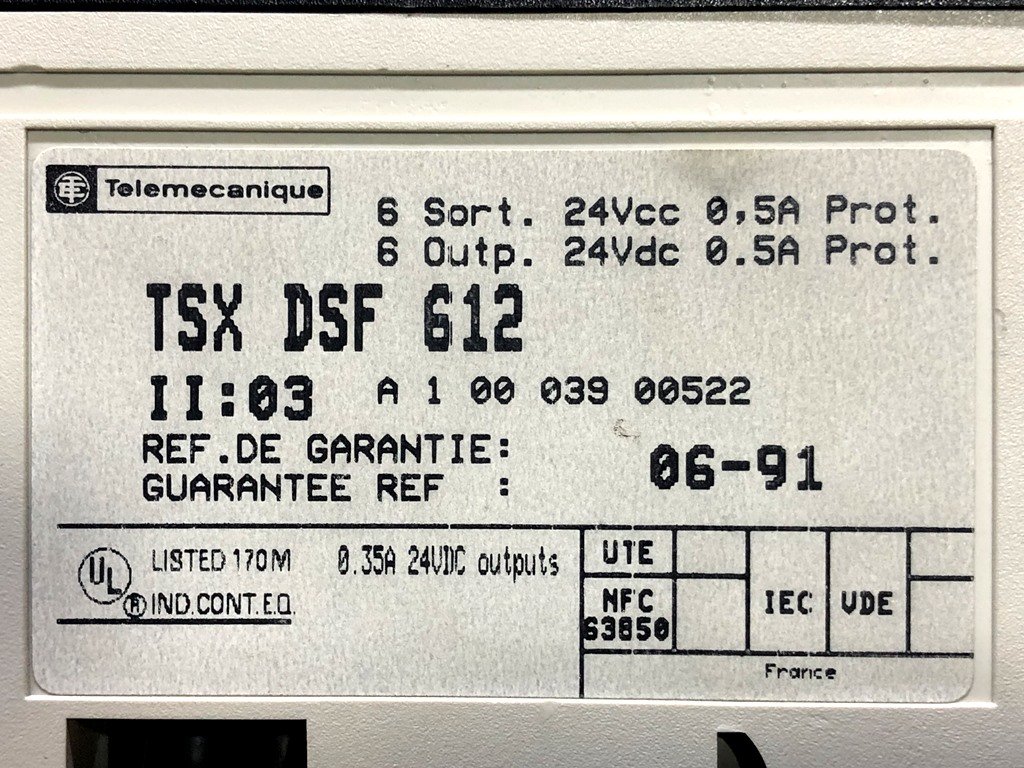 Telemecanique
6 Sort. 24Vcc 0,5A Prot.
6 Outp. 24Vdc 0.5A Prot.
TSX DSF 612
II:03 A 1 00 039 00522
REF.DE GARANTIE:
GUARANTEE REF :
06-91
UL LISTED 170M
® IND.CONT.EQ.
0.35A 24VDC outputs
UTE
NFC
63850
IEC
VDE
France